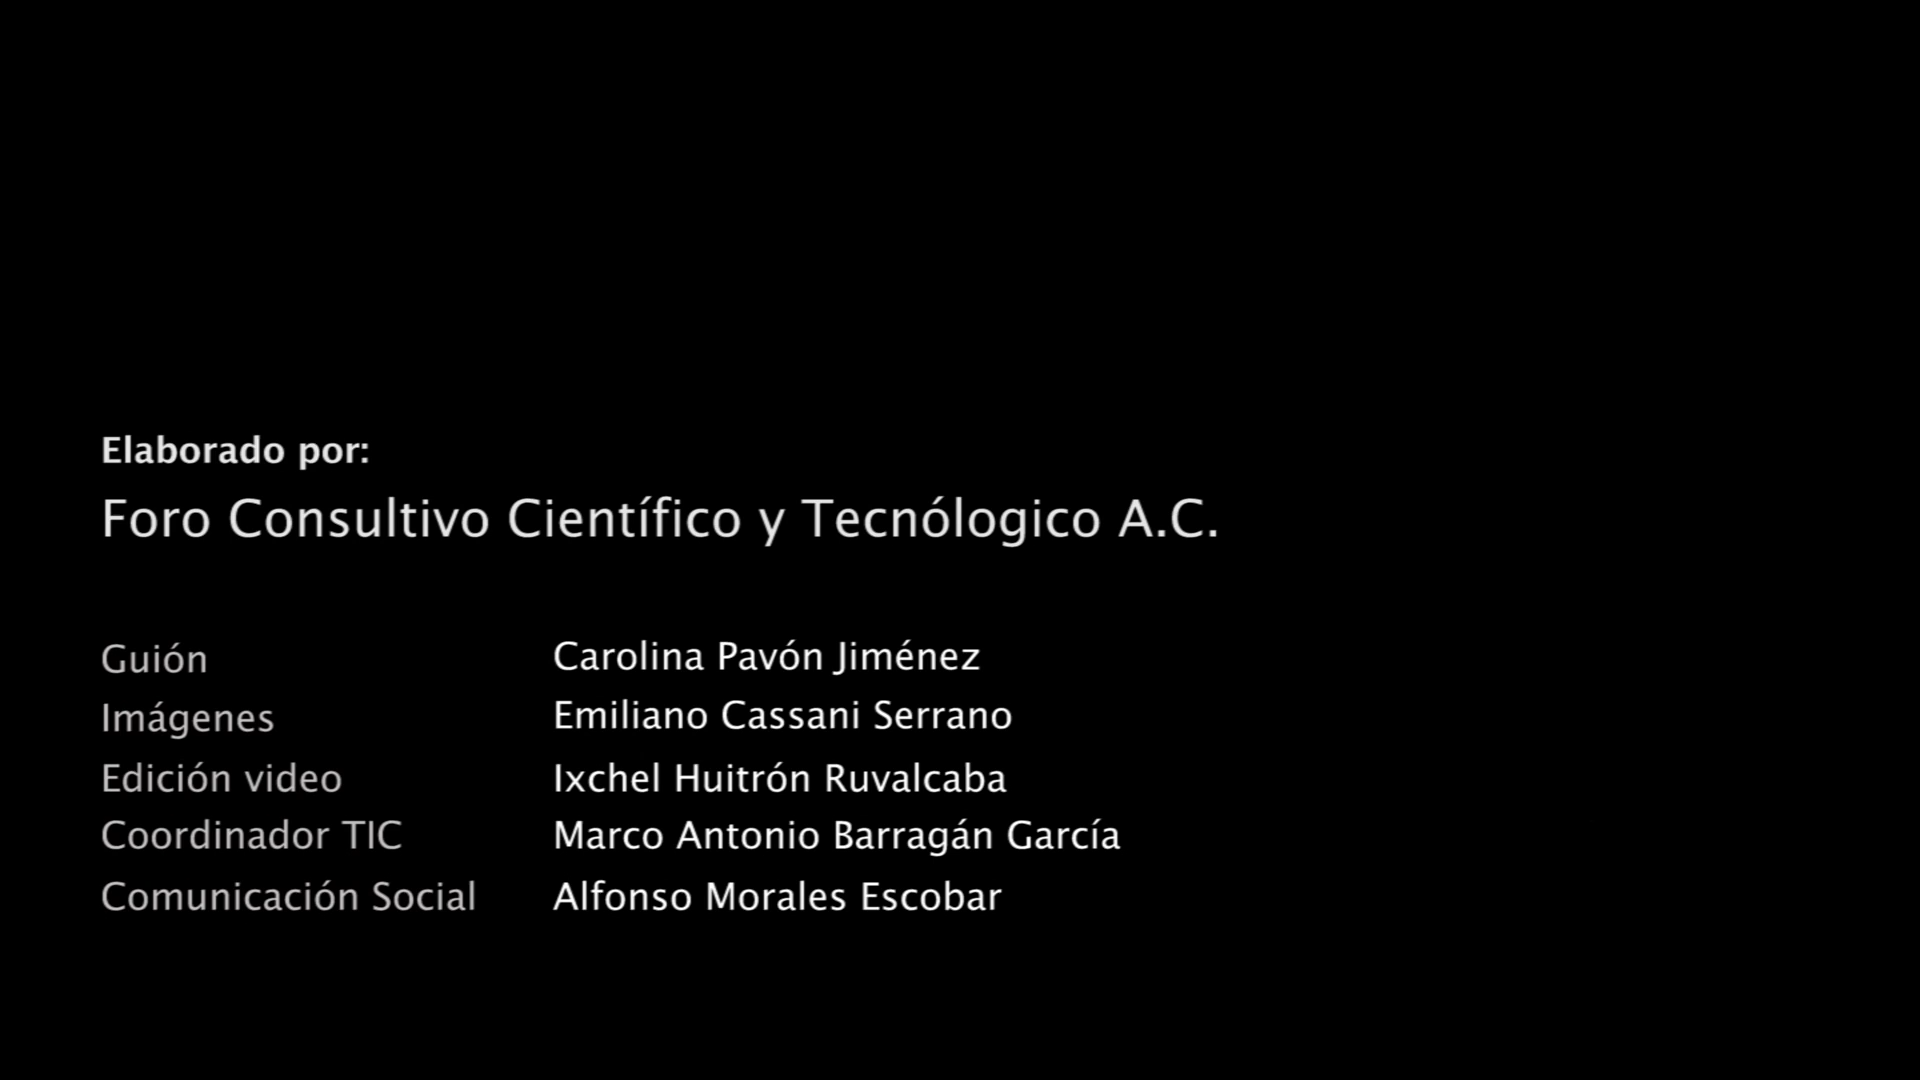 Elaborado por:
Foro Consultivo Científico y Tecnólogico A.C.
Guión Carolina Pavón Jiménez
Imágenes Emiliano Cassani Serrano
Edición video Ixchel Huitrón Ruvalcaba
Coordinador TIC Marco Antonio Barragán García
Comunicación Social Alfonso Morales Escobar